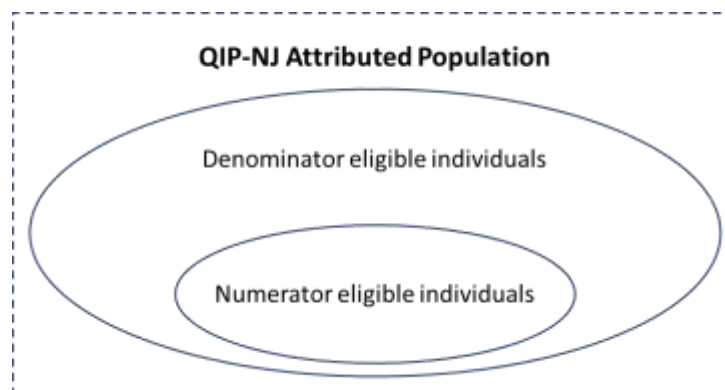 QIP-NJ Attributed Population
Denominator eligible individuals
Numerator eligible individuals